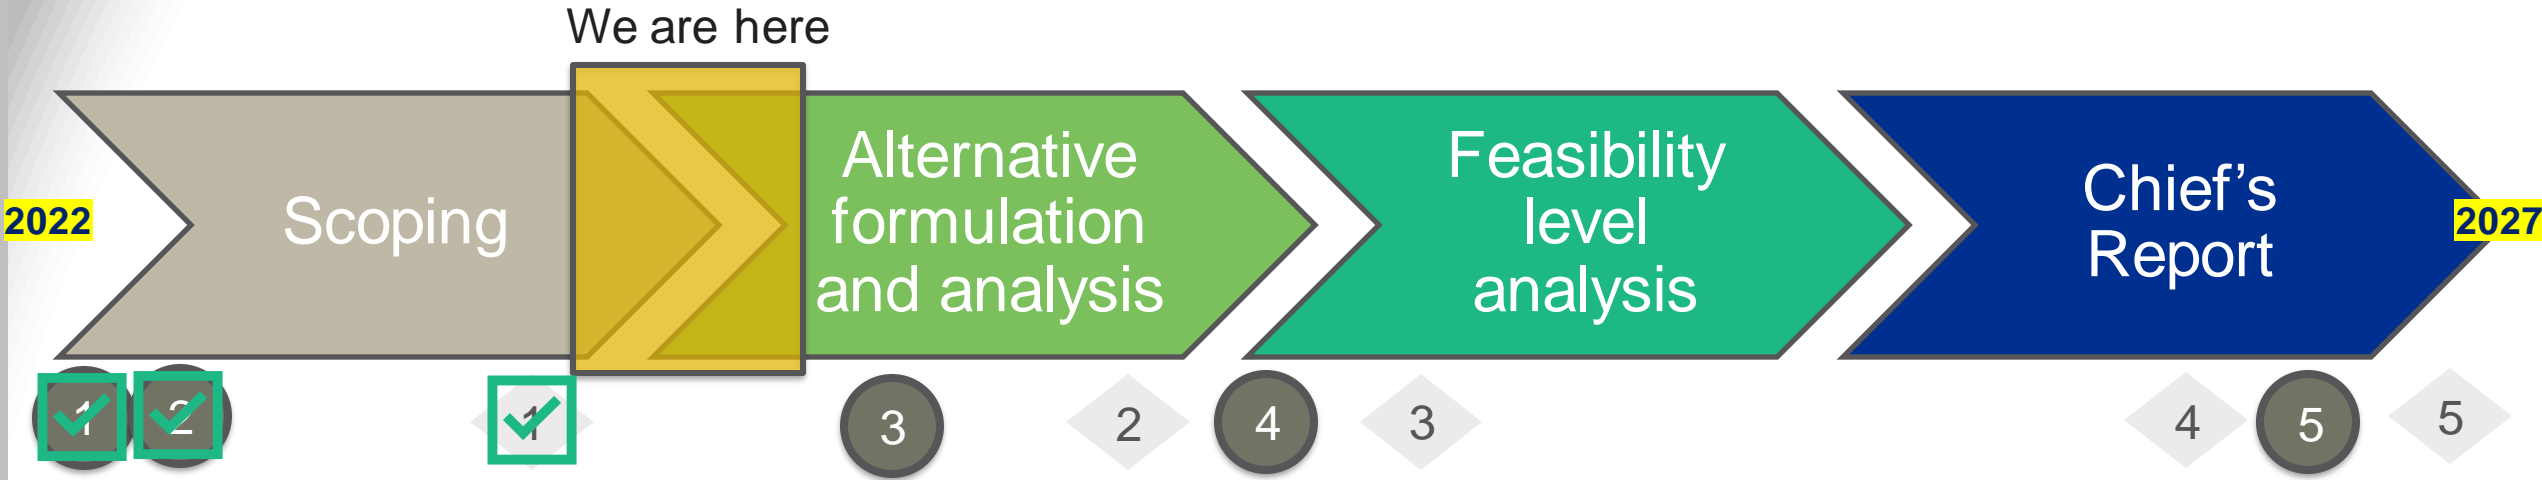 We are here
2022
Scoping
Alternative
formulation
and analysis
Feasibility
level
analysis
Chief's
Report
2027
1
2
1
3
2
4
3
4
5
5